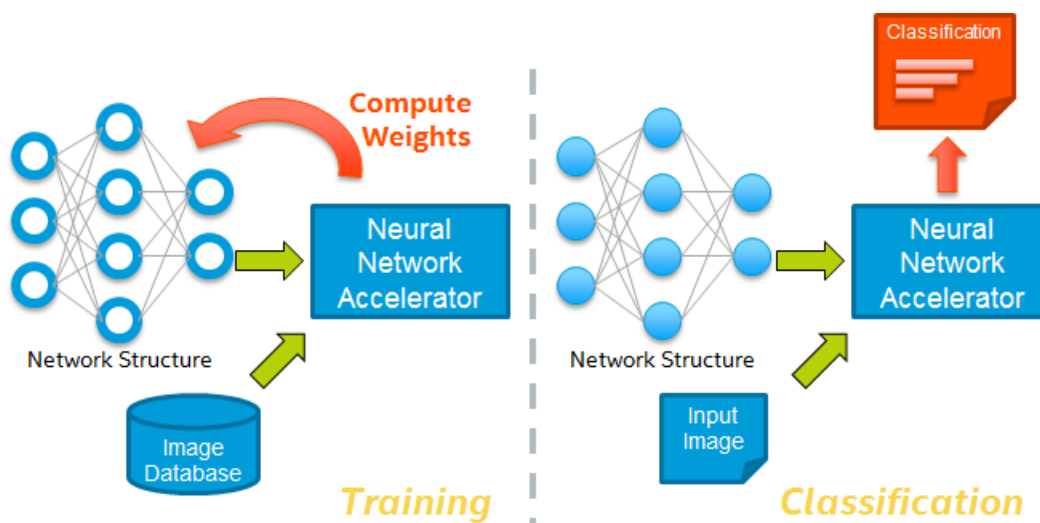 Compute
Weights
Neural
Network
Accelerator
Network Structure
Image
Database
Training
Classification
Neural
Network
Accelerator
Network Structure
Input
Image
Classification